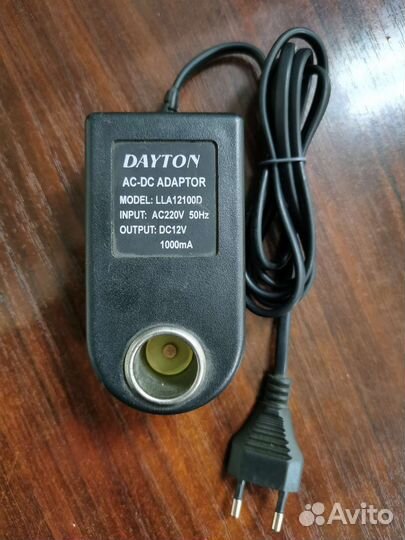 DAYTON
AC-DC ADAPTOR
MODEL: LLA12100D
INPUT: AC220V 50Hz
OUTPUT: DC12V
1000mA
Avito